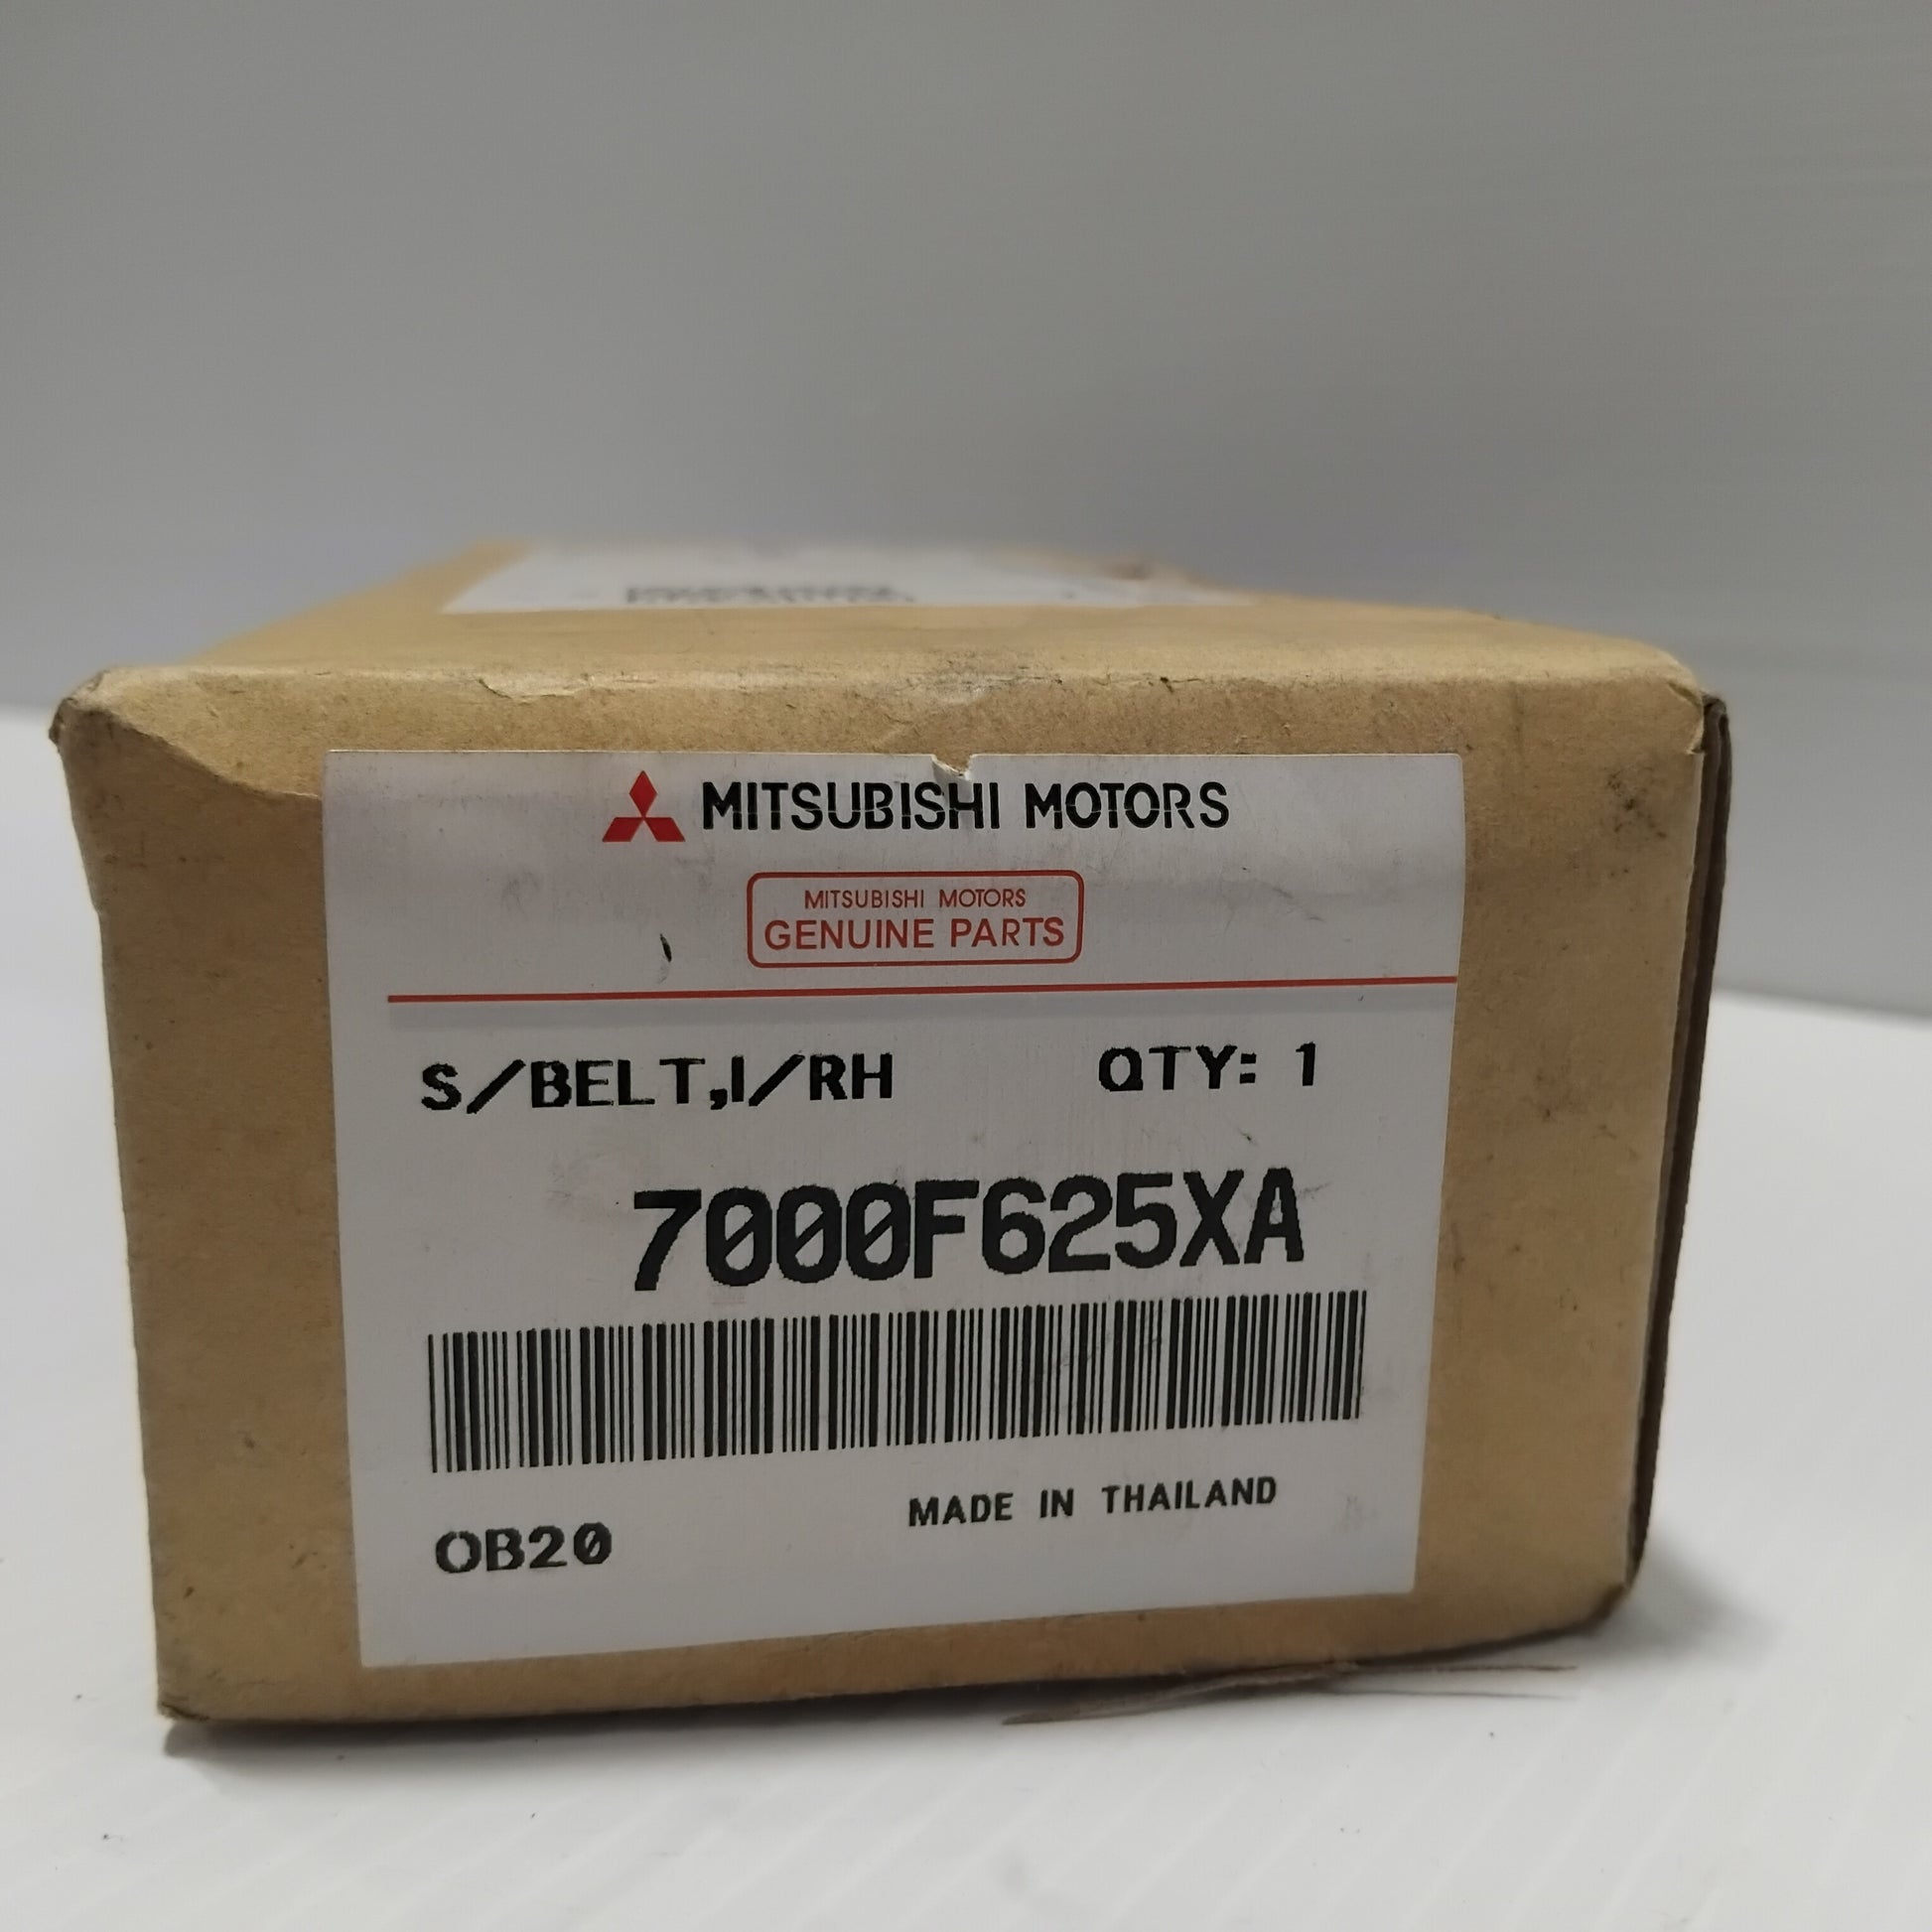 MITSUBISHI MOTORS
MITSUBISHI MOTORS
GENUINE PARTS
S/BELT,I/RH QTY: 1
7000F625XA
MADE IN THAILAND
OB20